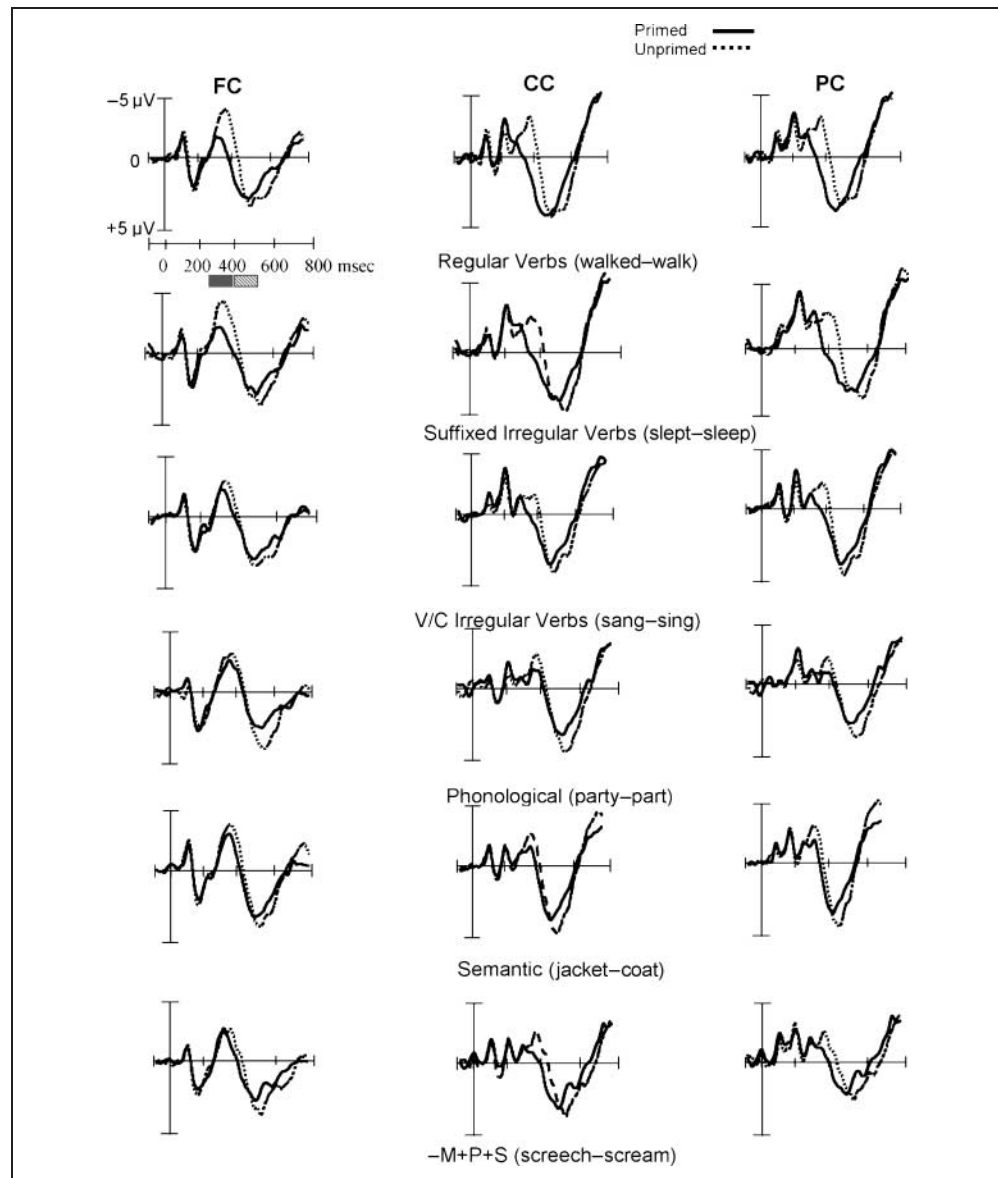 Primed
Unprimed
FC CC PC
–5 µV
0
+5 µV
0 200 400 600 800 msec
Regular Verbs (walked–walk)
Suffixed Irregular Verbs (slept–sleep)
V/C Irregular Verbs (sang–sing)
Phonological (party–part)
Semantic (jacket–coat)
–M+P+S (screech–scream)